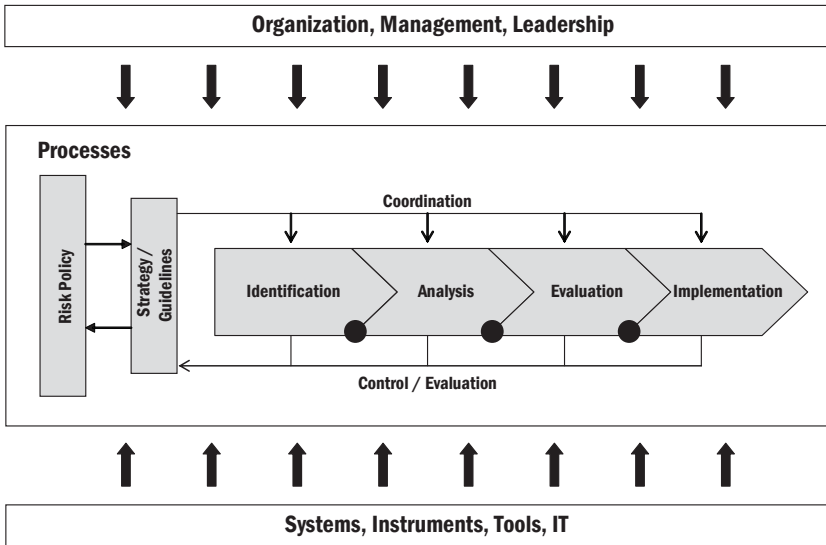 Organization, Management, Leadership
Processes
Risk Policy
Strategy /
Guidelines
Coordination
Identification
Analysis
Evaluation
Implementation
Control / Evaluation
Systems, Instruments, Tools, IT